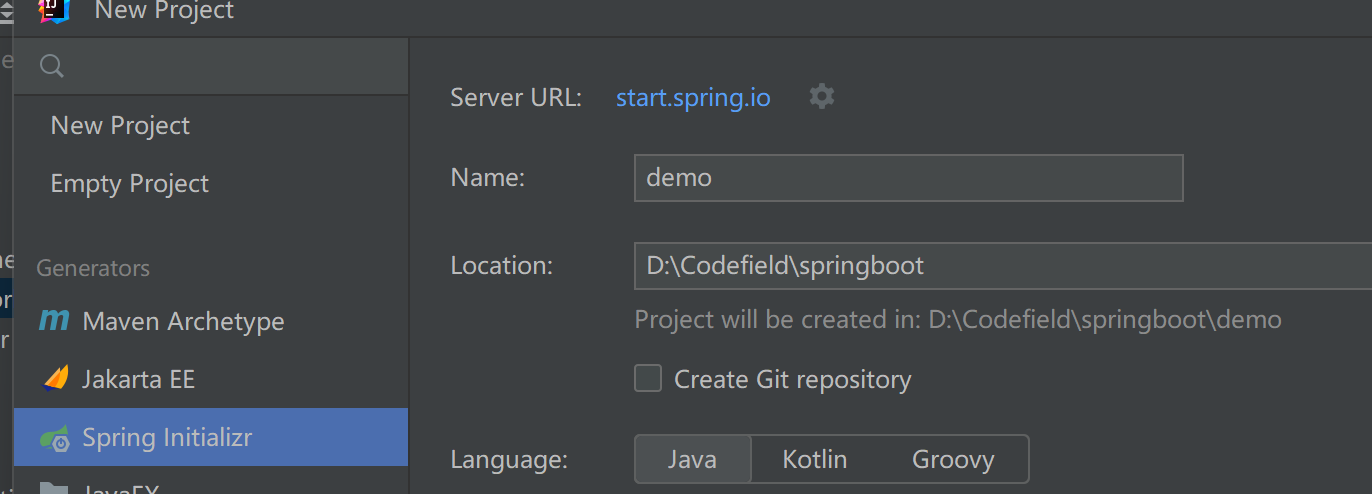 New Project
New Project
Empty Project
Generators
Maven Archetype
Jakarta EE
Spring Initializr
Server URL: start.spring.io
Name: demo
Location: D:\Codefield\springboot
Project will be created in: D:\Codefield\springboot\demo
Create Git repository
Language: Java Kotlin Groovy